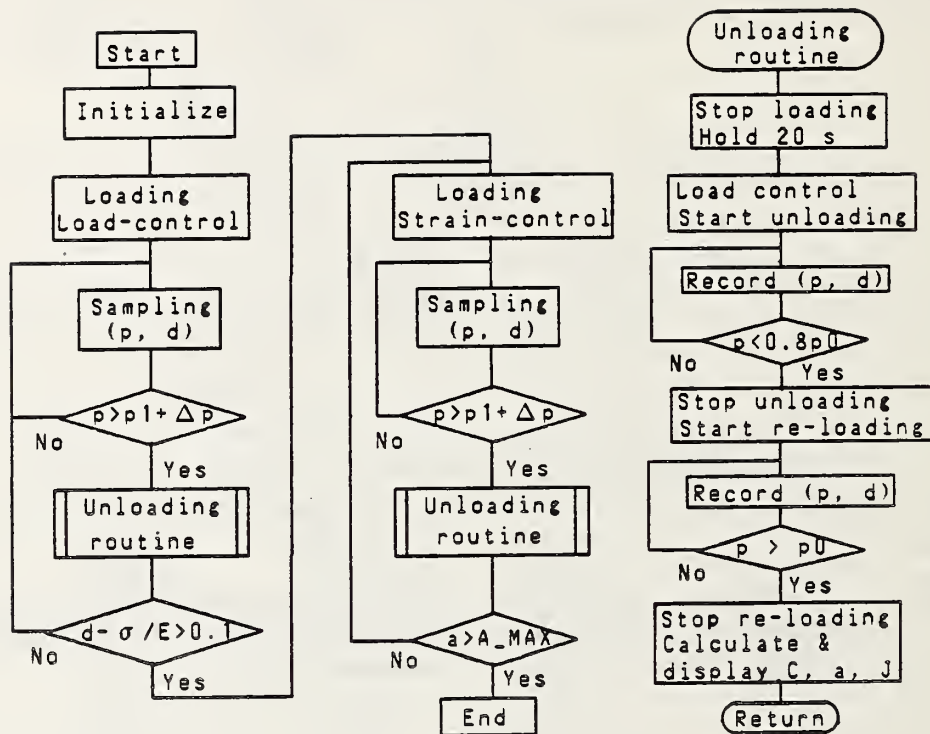 Start
Initialize
Loading
Load-control
Sampling
(p, d)
p>p1+ Δp
No
Yes
Unloading
routine
d- σ/E>0.1
No
Yes
Loading
Strain-control
Sampling
(p, d)
p>p1+ Δp
No
Yes
Unloading
routine
a>A_MAX
No
Yes
End
Unloading
routine
Stop loading
Hold 20 s
Load control
Start unloading
Record (p, d)
p<0.8p0
No
Yes
Stop unloading
Start re-loading
Record (p, d)
p > p0
No
Yes
Stop re-loading
Calculate &
display C, a, J
Return